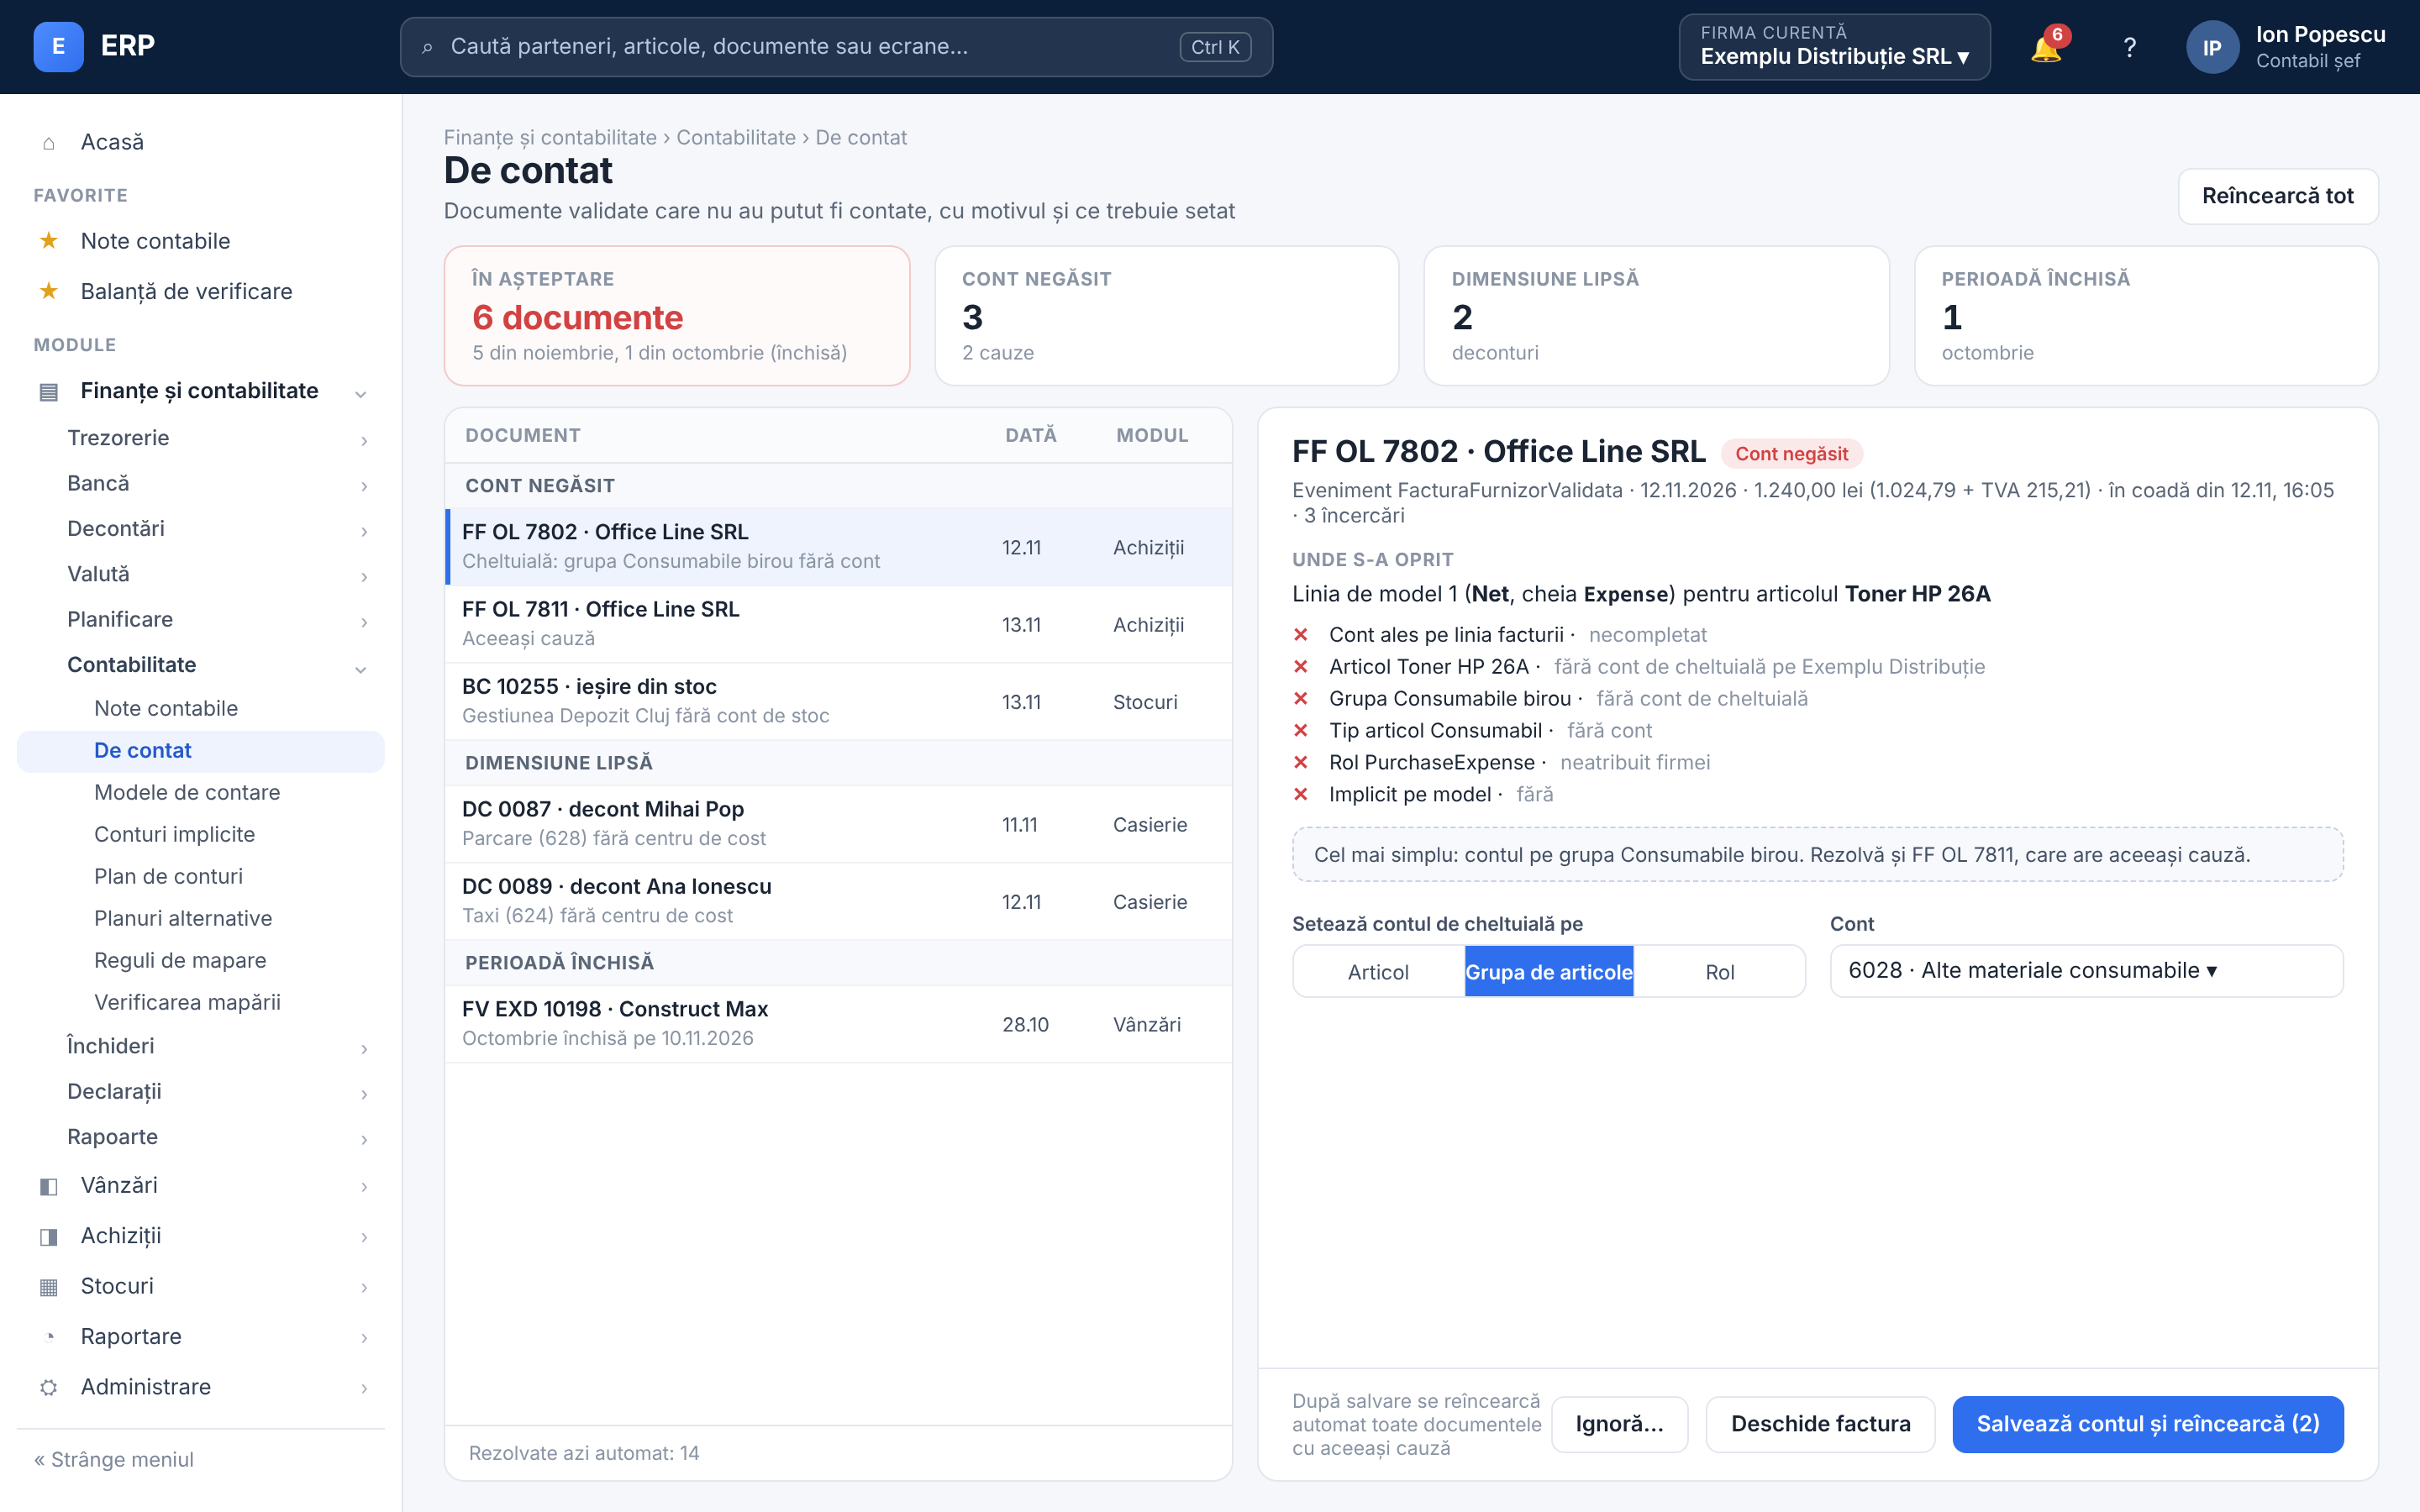 E ERP
Caută parteneri, articole, documente sau ecrane... Ctrl K
FIRMA CURENTĂ
Exemplu Distribuție SRL ▾
6
?
IP
Ion Popescu
Contabil șef
Acasă
FAVORITE
★ Note contabile
★ Balanță de verificare
MODULE
Finanțe și contabilitate
Trezorerie ›
Bancă ›
Decontări ›
Valută ›
Planificare ›
Contabilitate
Note contabile
De contat
Modele de contare
Conturi implicite
Plan de conturi
Planuri alternative
Reguli de mapare
Verificarea mapării
Închideri ›
Declarații ›
Rapoarte ›
Vânzări ›
Achiziții ›
Stocuri ›
Raportare ›
Administrare ›
« Strânge meniul
Finanțe și contabilitate › Contabilitate › De contat
De contat
Documente validate care nu au putut fi contate, cu motivul și ce trebuie setat
Reîncearcă tot
ÎN AȘTEPTARE
6 documente
5 din noiembrie, 1 din octombrie (închisă)
CONT NEGĂSIT
3
2 cauze
DIMENSIUNE LIPSĂ
2
deconturi
PERIOADĂ ÎNCHISĂ
1
octombrie
DOCUMENT DATĂ MODUL
CONT NEGĂSIT
FF OL 7802 · Office Line SRL
Cheltuială: grupa Consumabile birou fără cont
12.11 Achiziții
FF OL 7811 · Office Line SRL
Aceeași cauză
13.11 Achiziții
BC 10255 · ieșire din stoc
Gestiunea Depozit Cluj fără cont de stoc
13.11 Stocuri
DIMENSIUNE LIPSĂ
DC 0087 · decont Mihai Pop
Parcare (628) fără centru de cost
11.11 Casierie
DC 0089 · decont Ana Ionescu
Taxi (624) fără centru de cost
12.11 Casierie
PERIOADĂ ÎNCHISĂ
FV EXD 10198 · Construct Max
Octombrie închisă pe 10.11.2026
28.10 Vânzări
Rezolvate azi automat: 14
FF OL 7802 · Office Line SRL Cont negăsit
Eveniment FacturaFurnizorValidata · 12.11.2026 · 1.240,00 lei (1.024,79 + TVA 215,21) · în coadă din 12.11, 16:05
· 3 încercări
UNDE S-A OPRIT
Linia de model 1 (Net, cheia Expense) pentru articolul Toner HP 26A
✕ Cont ales pe linia facturii · necompletat
✕ Articol Toner HP 26A · fără cont de cheltuială pe Exemplu Distribuție
✕ Grupa Consumabile birou · fără cont de cheltuială
✕ Tip articol Consumabil · fără cont
✕ Rol PurchaseExpense · neatribuit firmei
✕ Implicit pe model · fără
Cel mai simplu: contul pe grupa Consumabile birou. Rezolvă și FF OL 7811, care are aceeași cauză.
Setează contul de cheltuială pe
Articol Grupa de articole Rol
Cont
6028 · Alte materiale consumabile ▾
După salvare se reîncearcă
automat toate documentele
cu aceeași cauză
Ignoră...
Deschide factura
Salvează contul și reîncearcă (2)